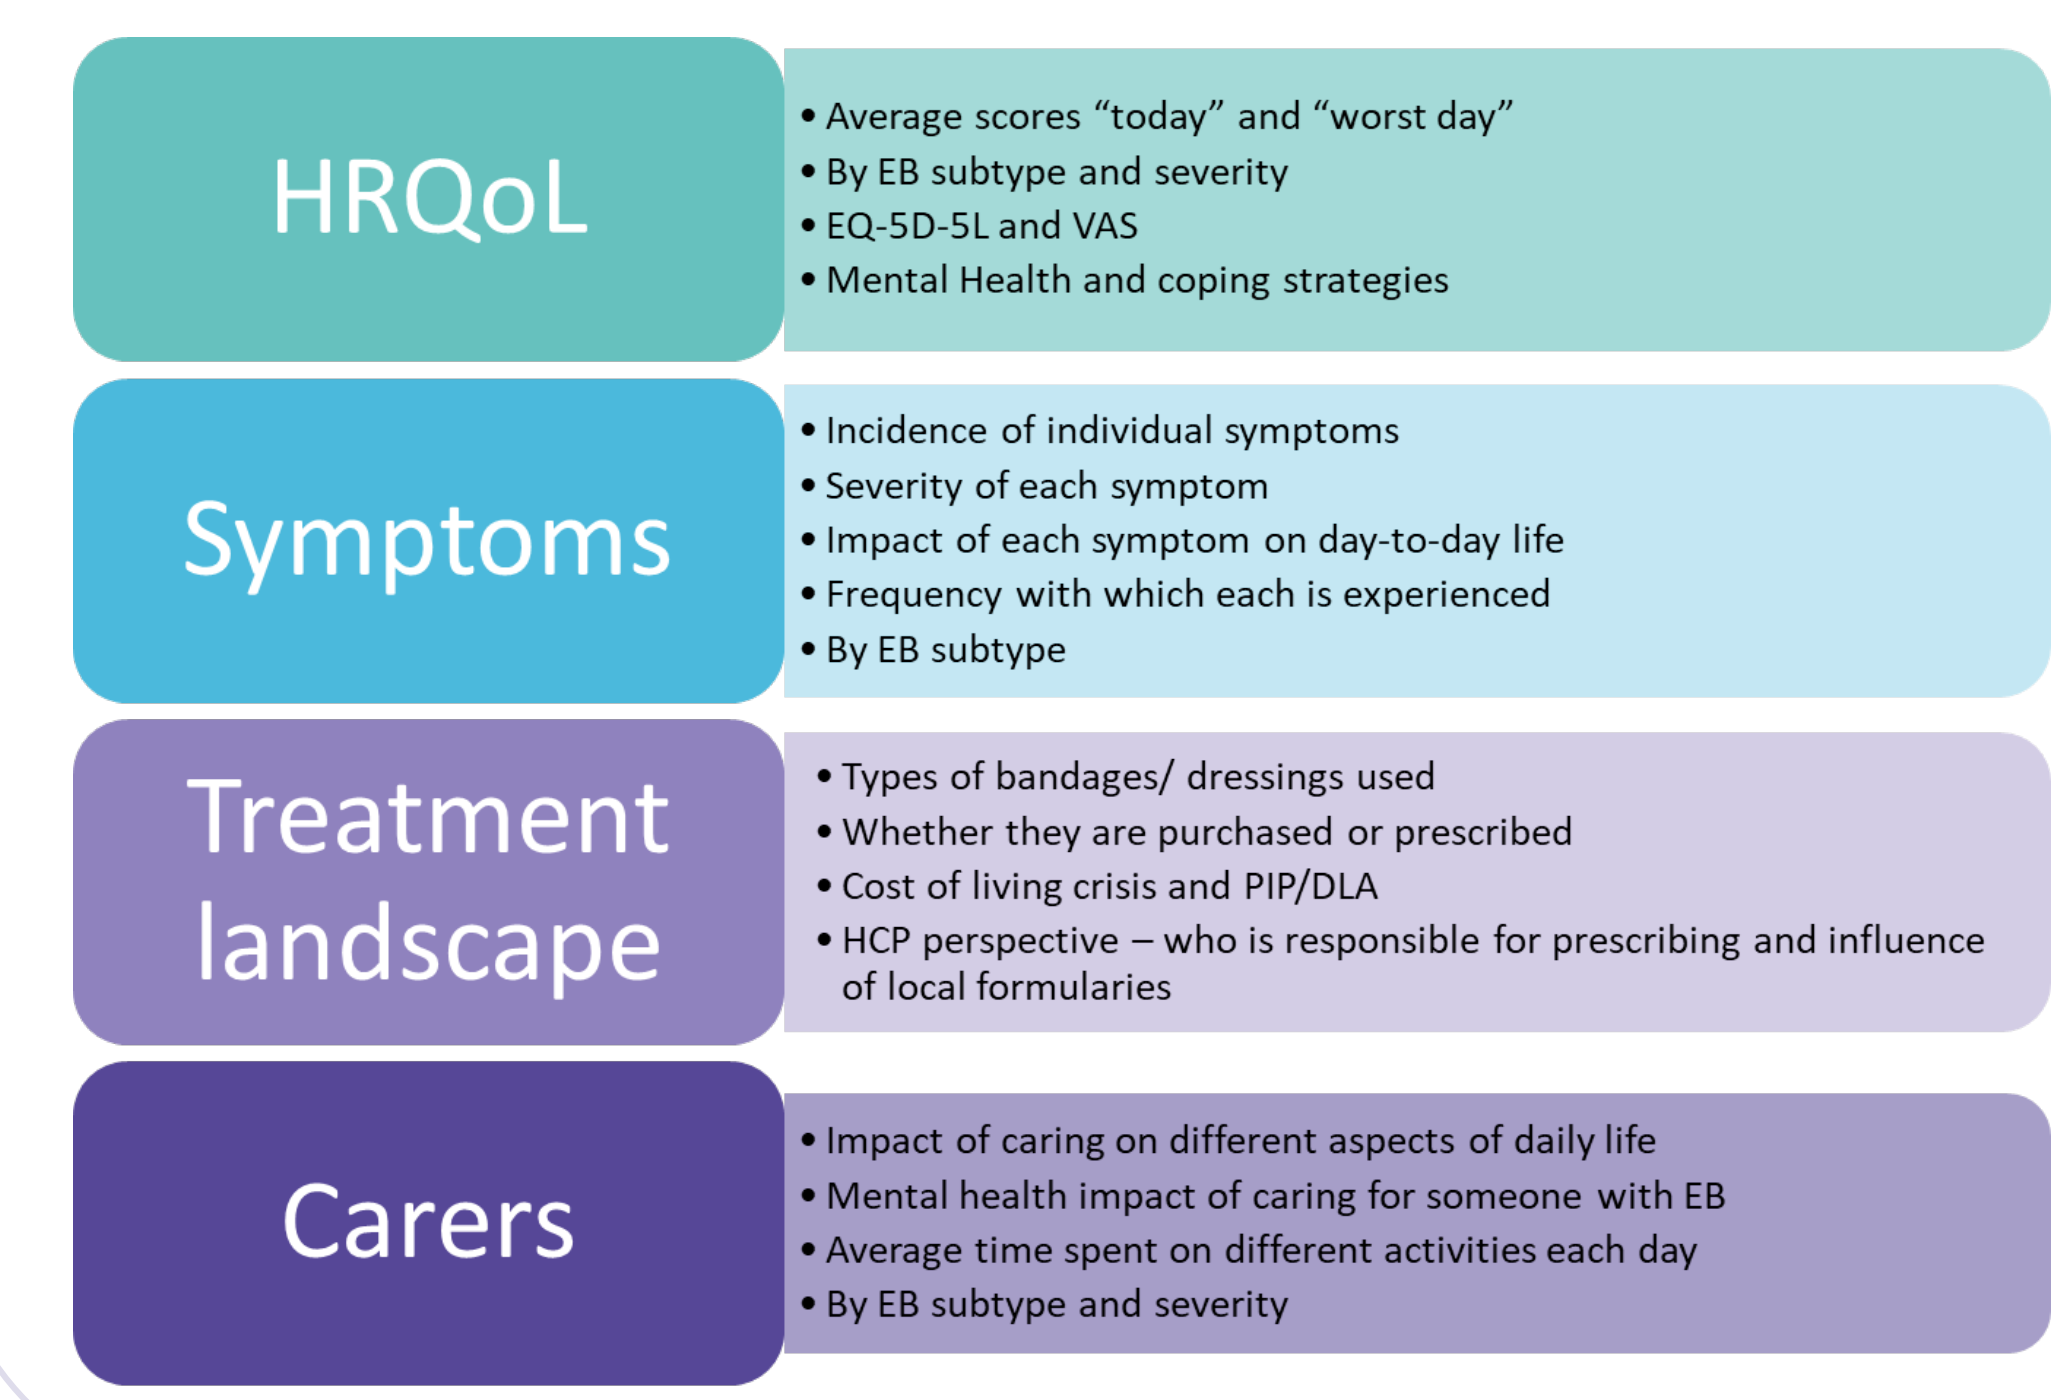 HRQoL
• Average scores “today” and “worst day”
• By EB subtype and severity
• EQ-5D-5L and VAS
• Mental Health and coping strategies
Symptoms
• Incidence of individual symptoms
• Severity of each symptom
• Impact of each symptom on day-to-day life
• Frequency with which each is experienced
• By EB subtype
Treatment
landscape
• Types of bandages/ dressings used
• Whether they are purchased or prescribed
• Cost of living crisis and PIP/DLA
• HCP perspective – who is responsible for prescribing and influence
of local formularies
Carers
• Impact of caring on different aspects of daily life
• Mental health impact of caring for someone with EB
• Average time spent on different activities each day
• By EB subtype and severity